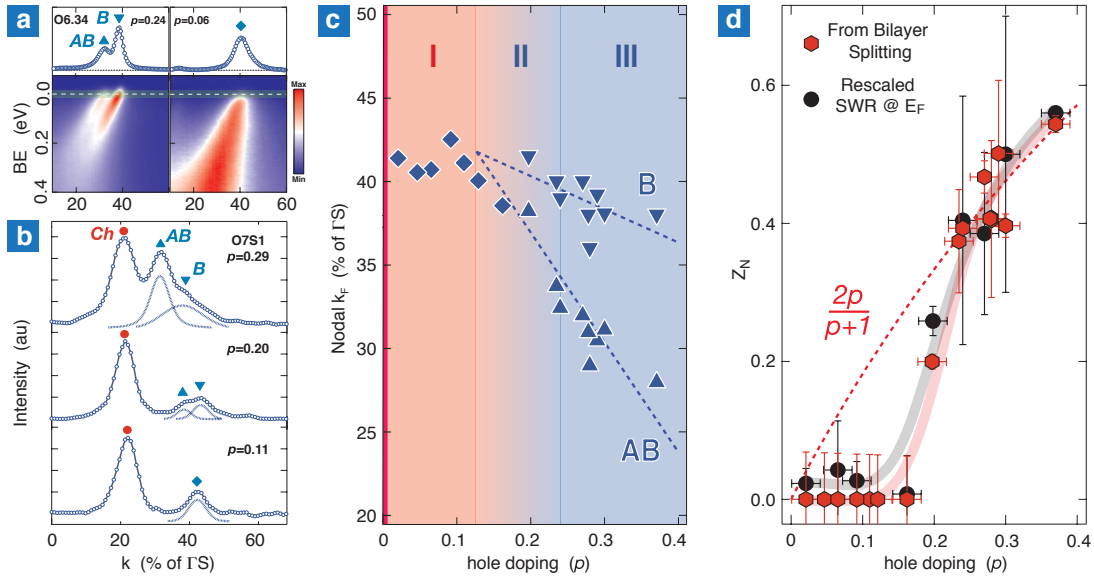 a
O6.34
B
p=0.24
AB
p=0.06
BE (eV)
0.0
0.2
0.4
Max
Min
20
40
60
20
40
60
b
Ch
AB
O7S1
p=0.29
B
p=0.20
p=0.11
Intensity (au)
0
20
40
60
k (% of ΓS)
c
I
II
III
B
AB
Nodal kF (% of ΓS)
50
45
40
35
30
25
20
0
0.1
0.2
0.3
0.4
hole doping (p)
d
From Bilayer
Splitting
Rescaled
SWR @ EF
2p
p+1
ZN
0.6
0.4
0.2
0.0
0
0.1
0.2
0.3
0.4
hole doping (p)